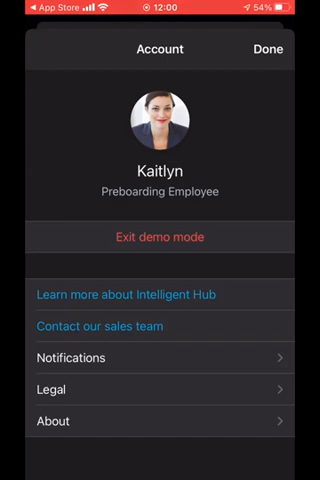 App Store 12:00 54%
Account Done
Kaitlyn
Preboarding Employee
Exit demo mode
Learn more about Intelligent Hub
Contact our sales team
Notifications
Legal
About